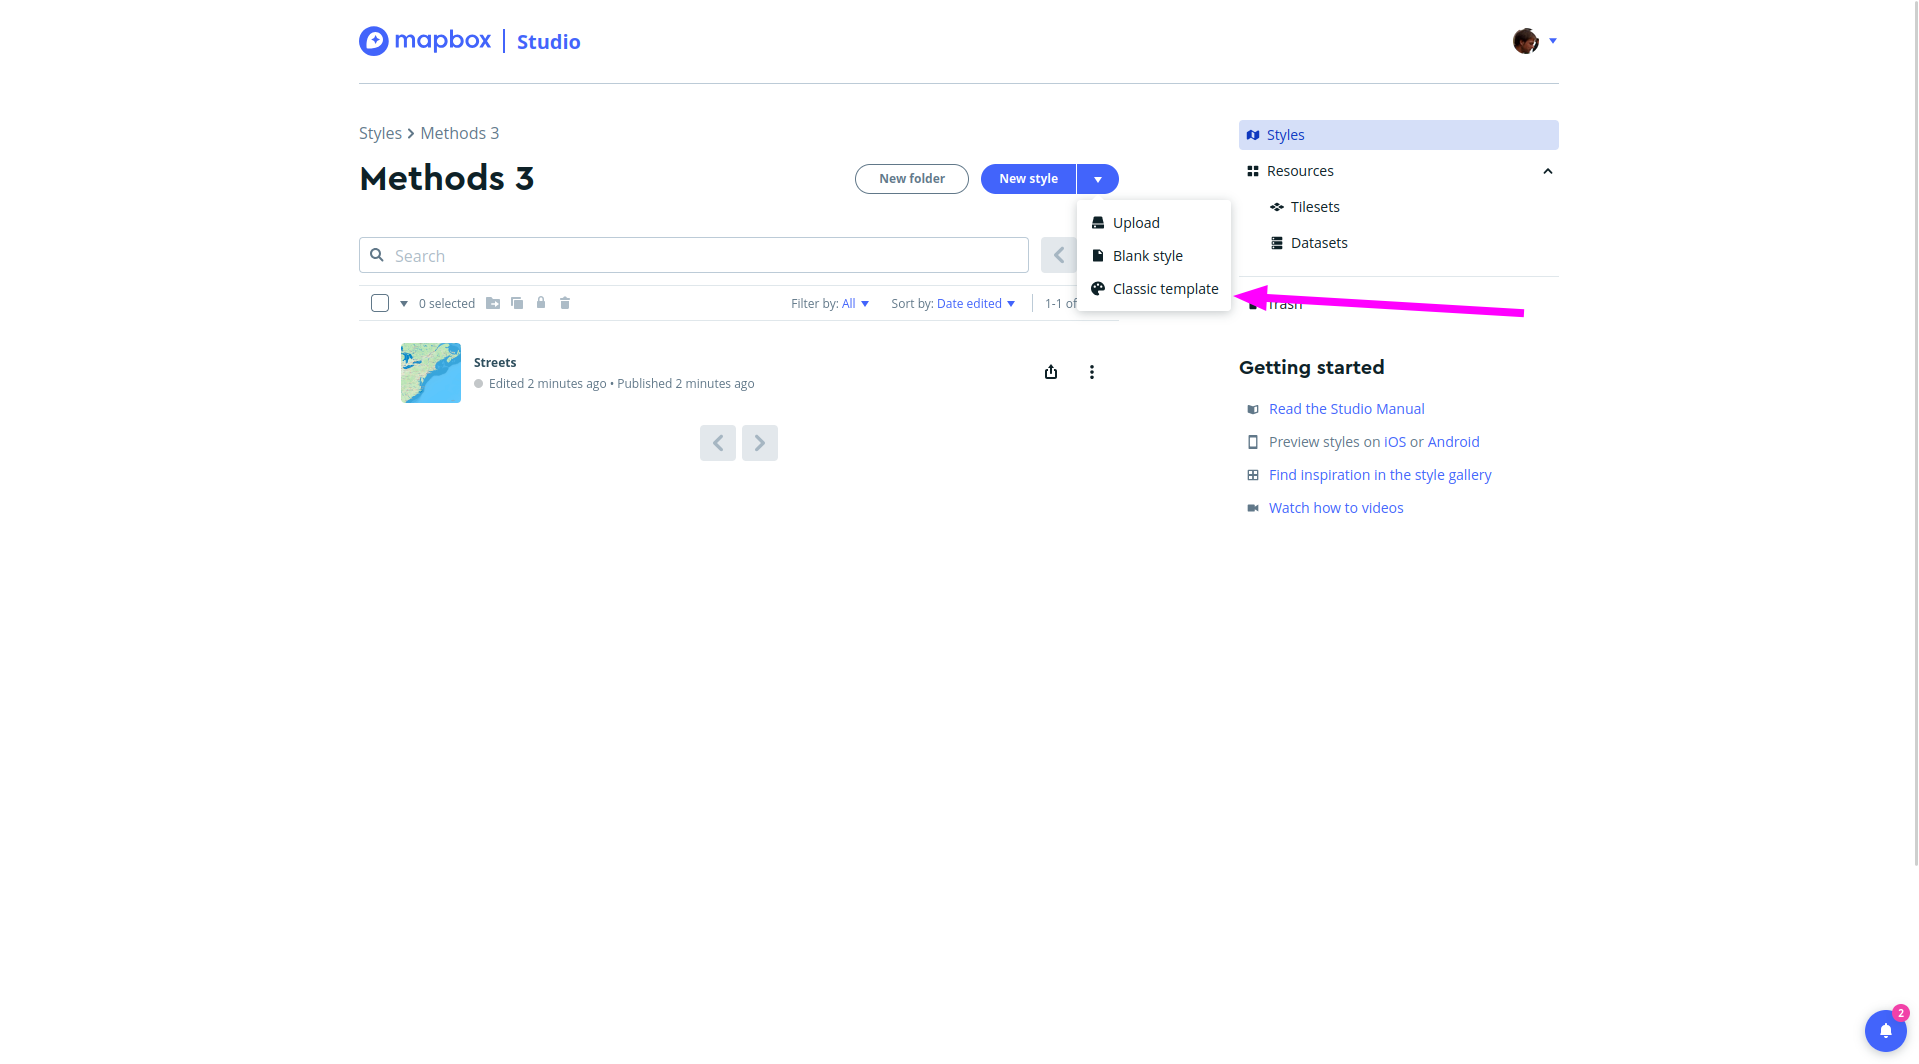 mapbox | Studio
Styles > Methods 3
Methods 3
New folder
New style
Upload
Blank style
Classic template
Search
0 selected
Filter by: All
Sort by: Date edited
1-1 of
Streets
Edited 2 minutes ago • Published 2 minutes ago
Styles
Resources
Tilesets
Datasets
Trash
Getting started
Read the Studio Manual
Preview styles on iOS or Android
Find inspiration in the style gallery
Watch how to videos
2